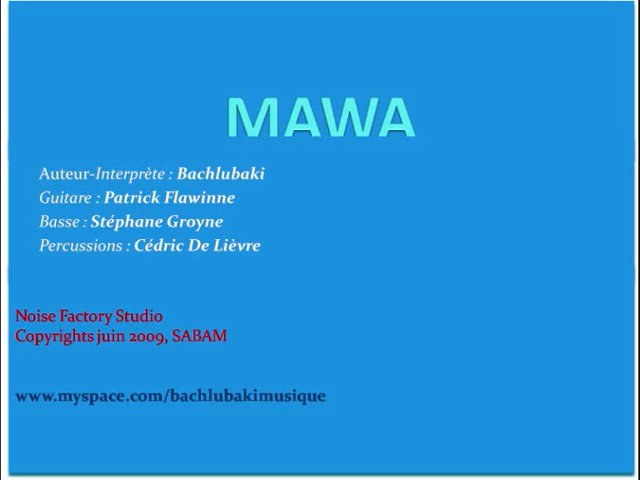 MAWA
Auteur-Interprète : Bachlubaki
Guitare : Patrick Flawinne
Basse : Stéphane Groyne
Percussions : Cédric De Lièvre
Noise Factory Studio
Copyrights juin 2009, SABAM
www.myspace.com/bachlubakimusique